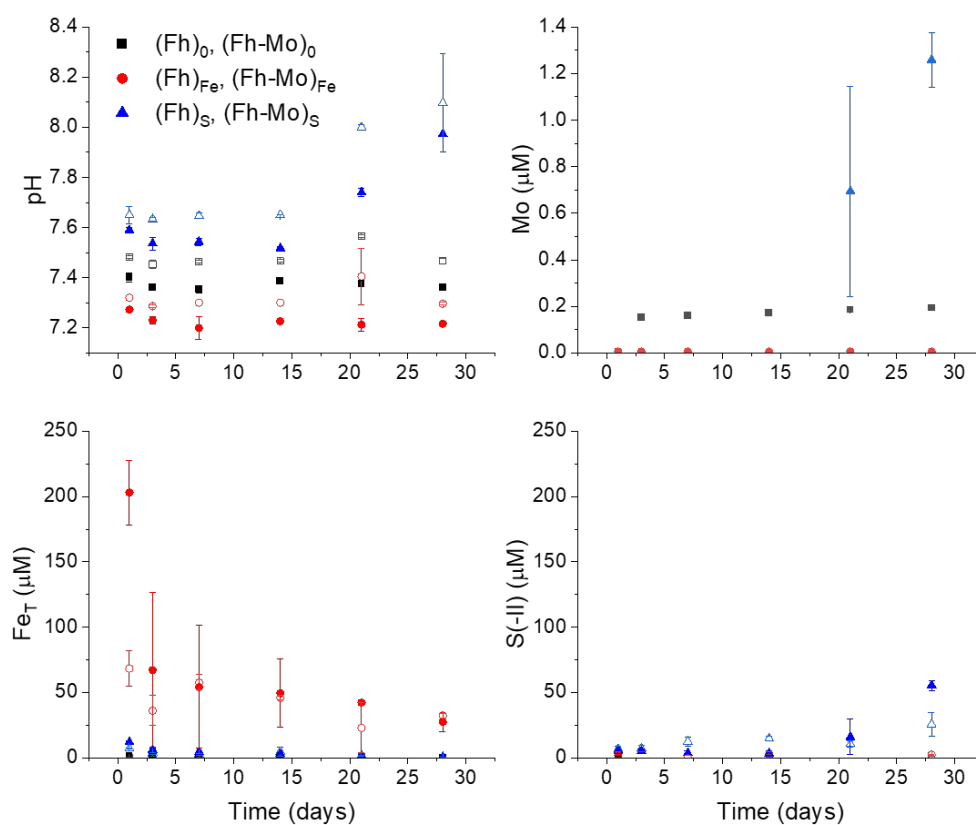 8.4
8.2
8.0
7.8
7.6
7.4
7.2
pH
(Fh)₀, (Fh-Mo)₀
(Fh)Fe, (Fh-Mo)Fe
(Fh)S, (Fh-Mo)S
0 5 10 15 20 25 30
1.4
1.2
1.0
0.8
0.6
0.4
0.2
0.0
Mo (μM)
0 5 10 15 20 25 30
250
200
150
100
50
0
FeT (μM)
0 5 10 15 20 25 30
Time (days)
250
200
150
100
50
0
S(-II) (μM)
0 5 10 15 20 25 30
Time (days)